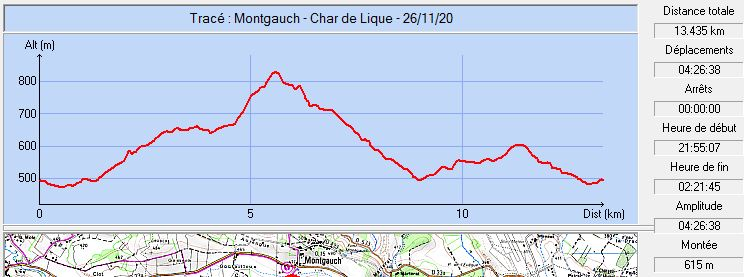 Tracé : Montgauch - Char de Lique - 26/11/20
Alt (m)
800
700
600
500
0
5
10
Dist (km)
Distance totale
13.435 km
Déplacements
04:26:38
Arrêts
00:00:00
Heure de début
21:55:07
Heure de fin
02:21:45
Amplitude
04:26:38
Montée
615 m
Montgauch